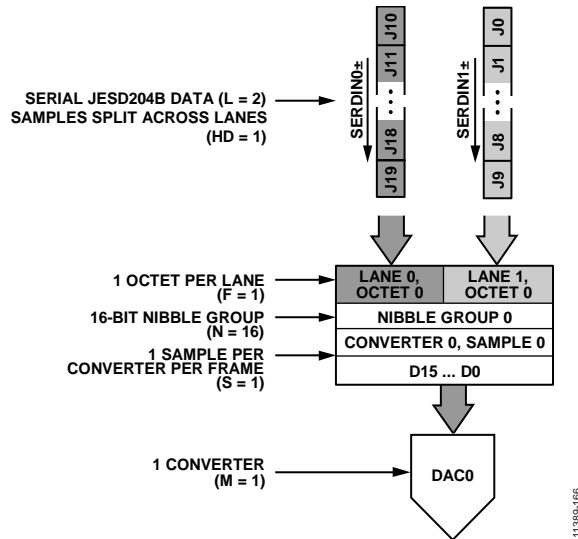 J10
J11
J18
J19
SERDIN0±
J0
J1
J8
J9
SERDIN1±
SERIAL JESD204B DATA (L = 2)
SAMPLES SPLIT ACROSS LANES
(HD = 1)
1 OCTET PER LANE
(F = 1)
LANE 0,
OCTET 0
LANE 1,
OCTET 0
16-BIT NIBBLE GROUP
(N = 16)
NIBBLE GROUP 0
1 SAMPLE PER
CONVERTER PER FRAME
(S = 1)
CONVERTER 0, SAMPLE 0
D15 ... D0
1 CONVERTER
(M = 1)
DAC0
11389-166